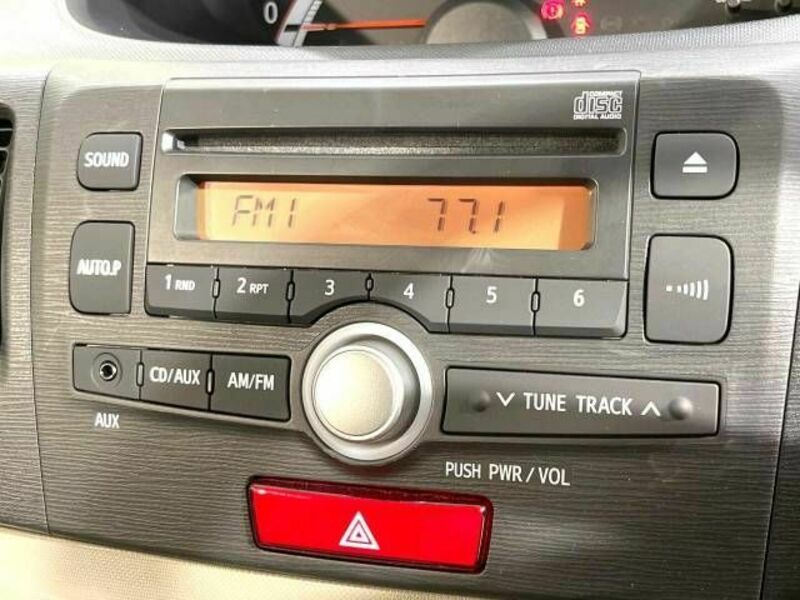 0
COMPACT
disc
DIGITAL AUDIO
SOUND
FM1 77.1
AUTO.P
1 RND 2 RPT 3 4 5 6
CD/AUX AM/FM
TUNE TRACK
AUX
PUSH PWR/VOL